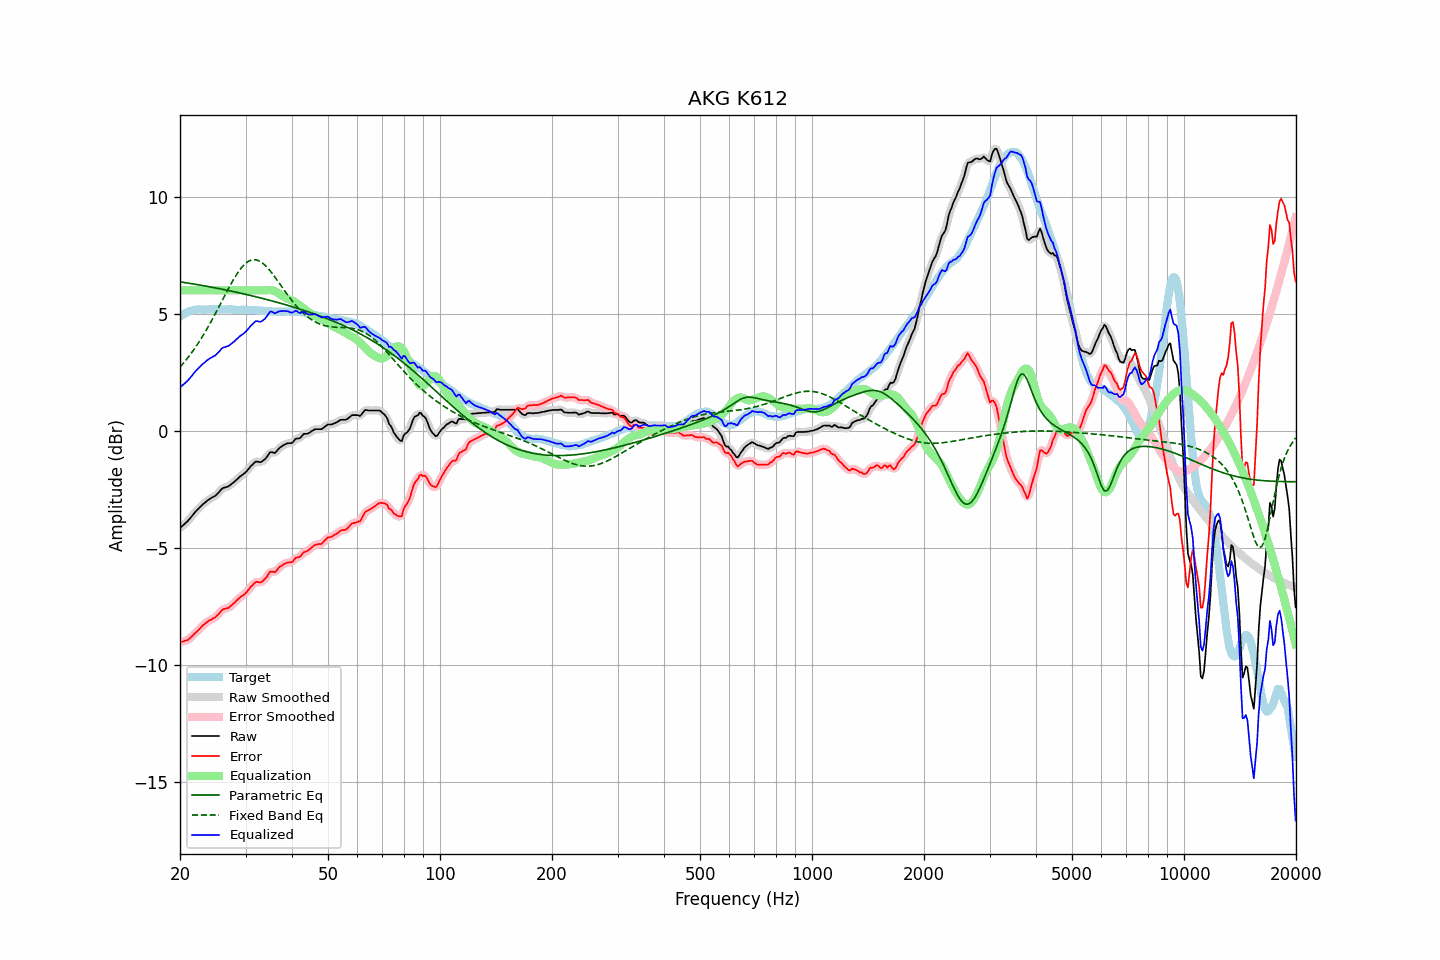 AKG K612
10
5
0
−5
−10
−15
Amplitude (dBr)
Target
Raw Smoothed
Error Smoothed
Raw
Error
Equalization
Parametric Eq
Fixed Band Eq
Equalized
20
50
100
200
500
1000
2000
5000
10000
20000
Frequency (Hz)